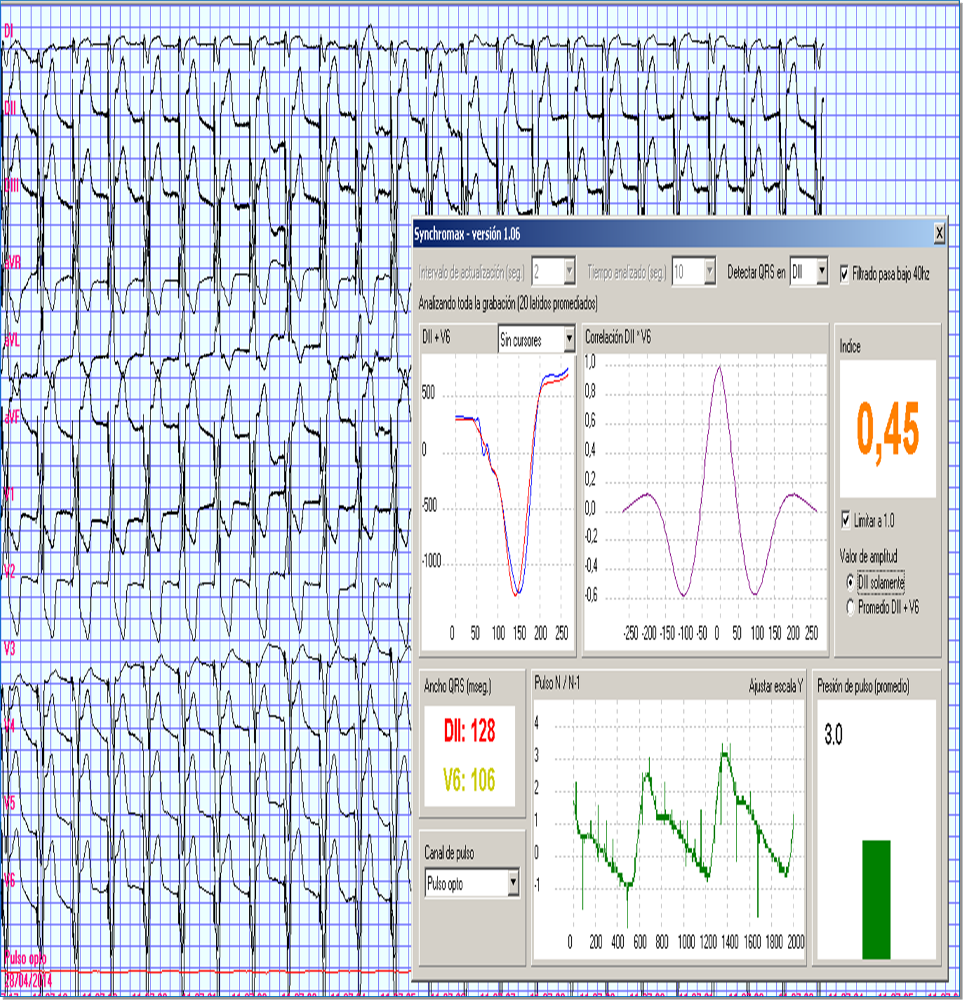 DI
DII
DIII
aVR
aVL
aVF
V1
V2
V3
V4
V5
V6
Pulso opto
28/04/2014
Synchromax - versión 1.06
Intervalo de actualización (seg.) 2 Tiempo analizado (seg.) 10 Detectar QRS en DII Filtrado pasa bajo 40hz
Analizando toda la grabación (20 latidos promediados)
DII + V6 Sin cursores
500
0
-500
-1000
0 50 100 150 200 250
Correlación DII * V6
1,0
0,8
0,6
0,4
0,2
0,0
-0,2
-0,4
-0,6
-250 -200 -150 -100 -50 0 50 100 150 200 250
Indice
0,45
Limitar a 1.0
Valor de amplitud
DII solamente
Promedio DII + V6
Ancho QRS (mseg.)
DII: 128
V6: 106
Canal de pulso
Pulso opto
Pulso N / N-1 Ajustar escala Y
4
3
2
1
0
-1
0 200 400 600 800 1000 1200 1400 1600 1800 2000
Presión de pulso (promedio)
3.0